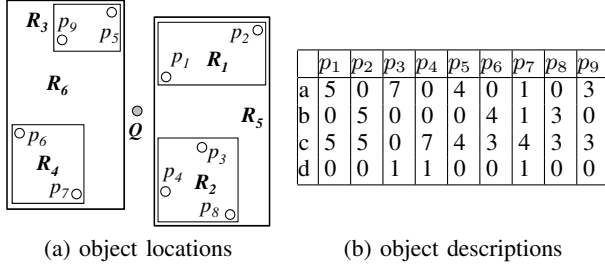 R3 p9 p5
R6
p6
R4
p7
Q
p2
R1
p1
R5
p3
R2
p4
p8
(a) object locations
p1 p2 p3 p4 p5 p6 p7 p8 p9
a 5 0 7 0 4 0 1 0 3
b 0 5 0 0 0 4 1 3 0
c 5 5 0 7 4 3 4 3 3
d 0 0 1 1 0 0 1 0 0
(b) object descriptions